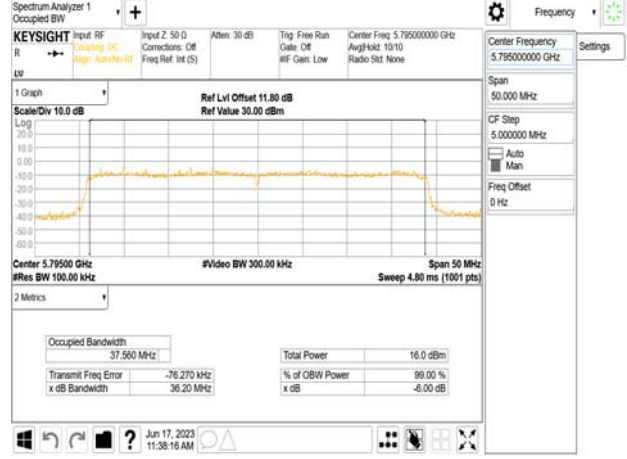 Spectrum Analyzer 1
Occupied BW
Frequency
KEYSIGHT
Input: RF
Coupling: DC
Align: Auto/No RF
Input Z: 50 Ω
Corrections: Off
Freq Ref: Int (S)
Atten: 30 dB
Trig: Free Run
Gate: Off
#IF Gain: Low
Center Freq: 5.795000000 GHz
Avg|Hold: 10/10
Radio Std: None
R
LXI
Center Frequency
5.795000000 GHz
Settings
Span
50.000 MHz
CF Step
5.000000 MHz
Auto
Man
Freq Offset
0 Hz
1 Graph
Scale/Div 10.0 dB
Ref Lvl Offset 11.80 dB
Ref Value 30.00 dBm
Log
20.0
10.0
0.00
-10.0
-20.0
-30.0
-40.0
-50.0
-60.0
Center 5.79500 GHz
#Res BW 100.00 kHz
#Video BW 300.00 kHz
Span 50 MHz
Sweep 4.80 ms (1001 pts)
2 Metrics
Occupied Bandwidth
37.560 MHz
Transmit Freq Error -76.270 kHz
x dB Bandwidth 36.20 MHz
Total Power 16.0 dBm
% of OBW Power 99.00 %
x dB -6.00 dB
?
Jun 17, 2023
11:38:16 AM